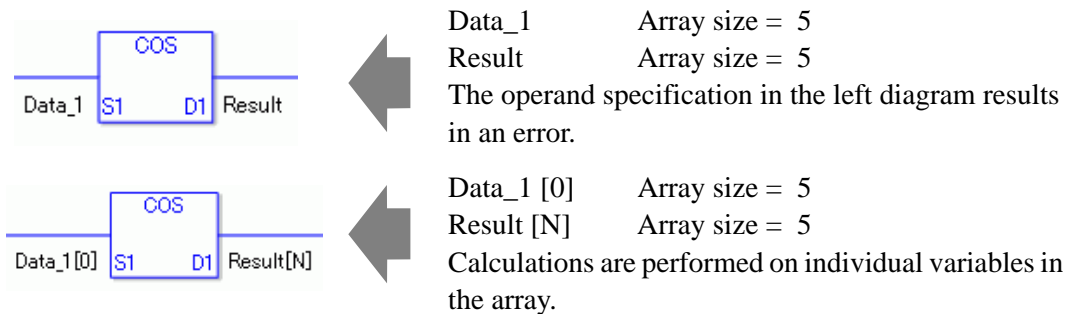 COS
Data_1 S1 D1 Result
Data_1 Array size = 5
Result Array size = 5
The operand specification in the left diagram results
in an error.
COS
Data_1[0] S1 D1 Result[N]
Data_1 [0] Array size = 5
Result [N] Array size = 5
Calculations are performed on individual variables in
the array.